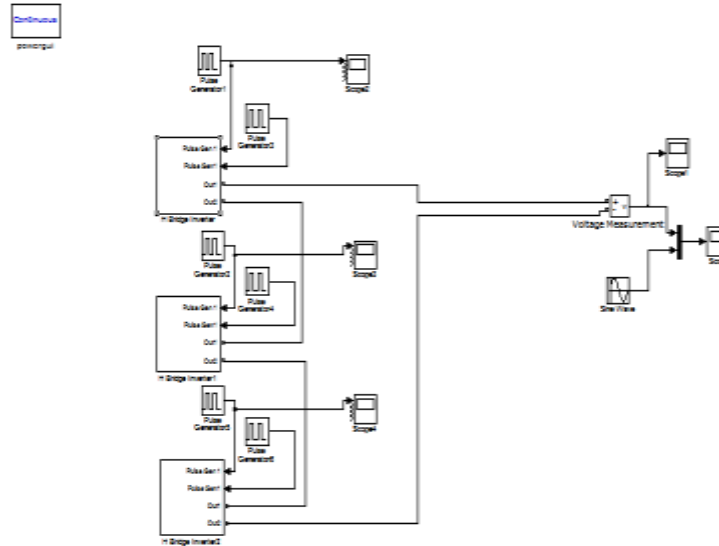 Continuous
powergui
Pulse
Generator1
Scope2
Pulse
Generator2
Pulse Gen1
Pulse Gen1
Out1
Out2
H Bridge Inverter
Scope1
+
-
v
Voltage Measurement
Pulse
Generator3
Scope3
Pulse
Generator4
Sine Wave
Pulse Gen1
Pulse Gen1
Out1
Out2
H Bridge Inverter1
Pulse
Generator5
Scope4
Pulse
Generator6
Pulse Gen1
Pulse Gen1
Out1
Out2
H Bridge Inverter2